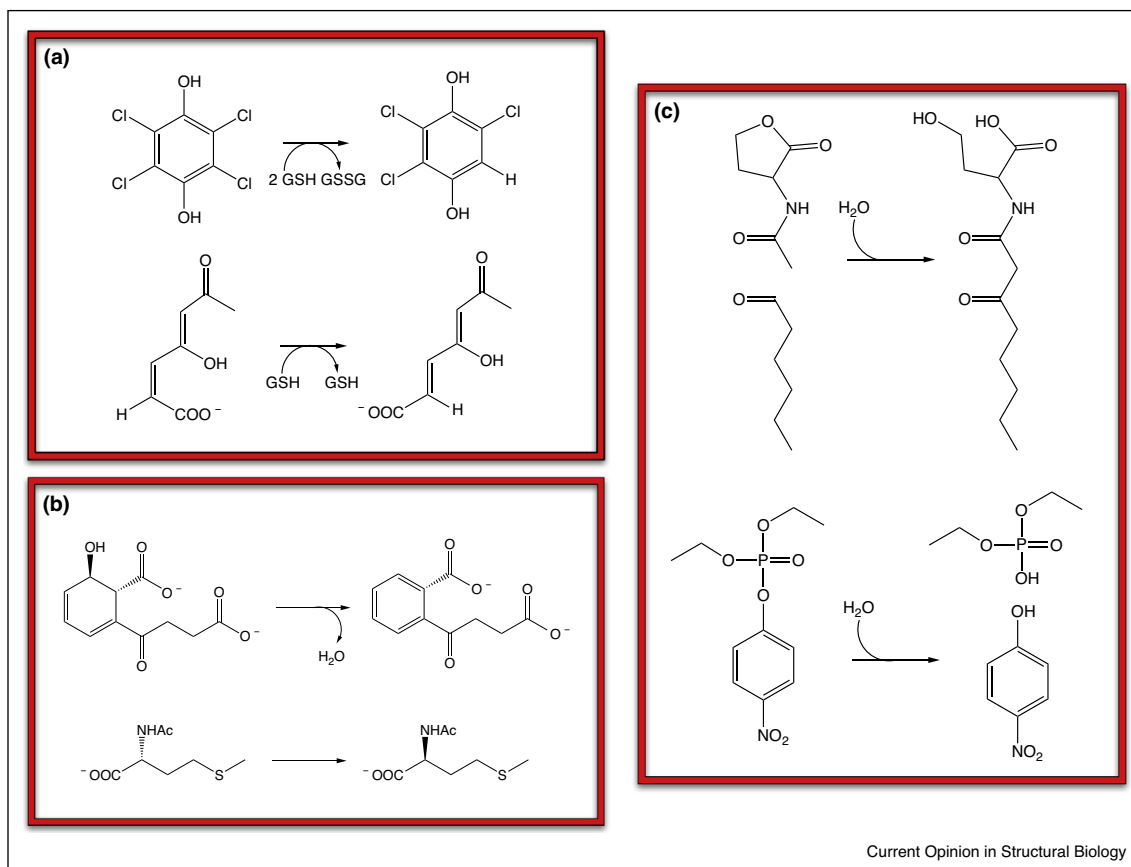 (a)
OH
Cl
Cl
Cl
Cl
OH
2 GSH GSSG
OH
Cl
Cl
Cl
H
OH
O
OH
H
COO⁻
GSH
GSH
O
OH
⁻OOC
H
(b)
OH
O
O⁻
O
O⁻
O
H₂O
O
O⁻
O
O⁻
O
NHAc
⁻OOC
S
NHAc
⁻OOC
S
(c)
O
O
NH
O
O
H₂O
HO
HO
O
NH
O
O
O
O
P
O
O
NO₂
H₂O
O
O
P
O
OH
OH
NO₂
Current Opinion in Structural Biology